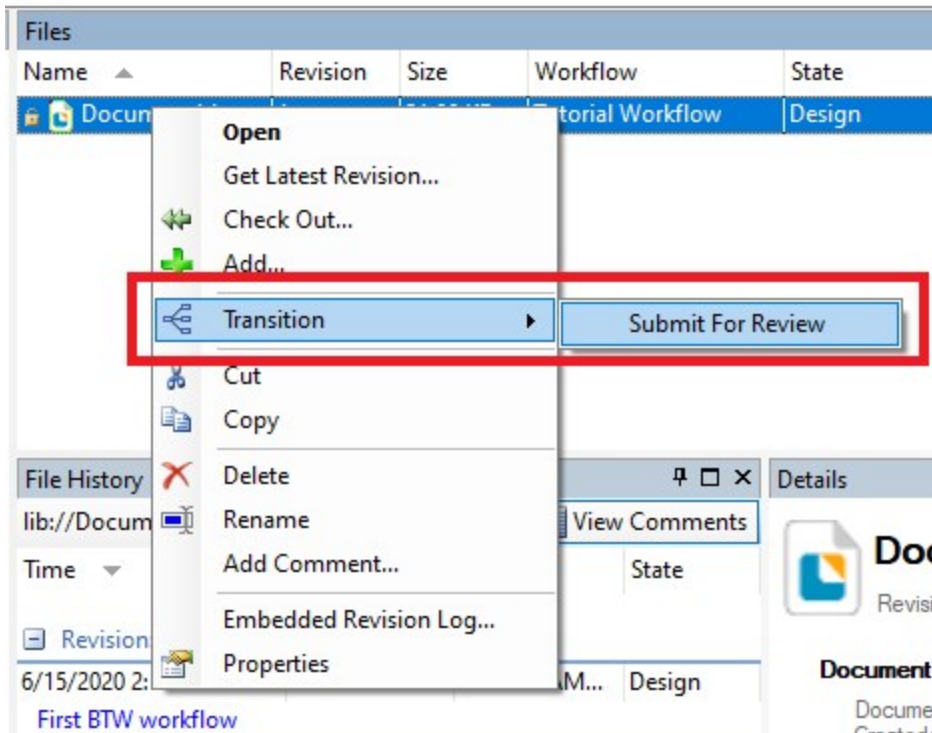 Files
Name Revision Size Workflow State
Docum Workflow Design
Open
Get Latest Revision...
Check Out...
Add...
Transition Submit For Review
Cut
Copy
File History Delete Details
lib://Docum Rename View Comments
Time Add Comment... State
Doc
Revisi
Embedded Revision Log...
Revision
Properties
6/15/2020 2: AM... Design
Document
First BTW workflow
Docume